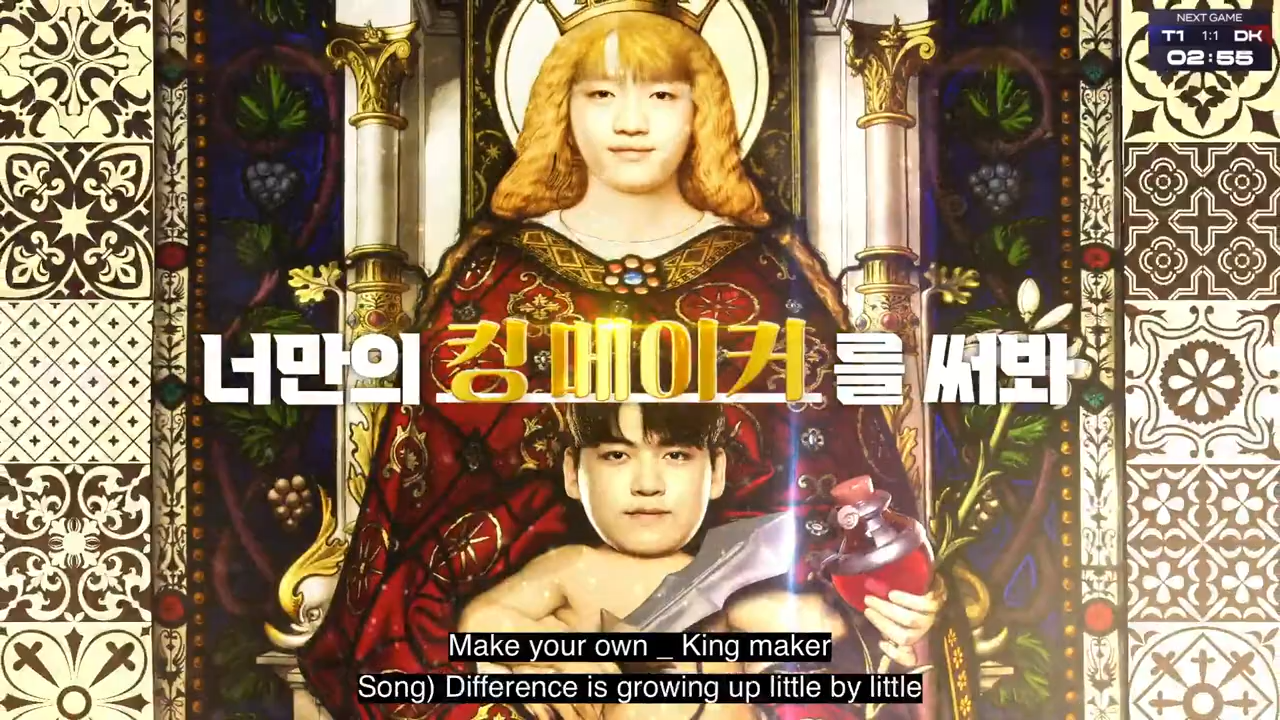 NEXT GAME
T1 1:1 DK
02:55
너만의 킹 메이커를 써봐
Make your own _ King maker
Song) Difference is growing up little by little